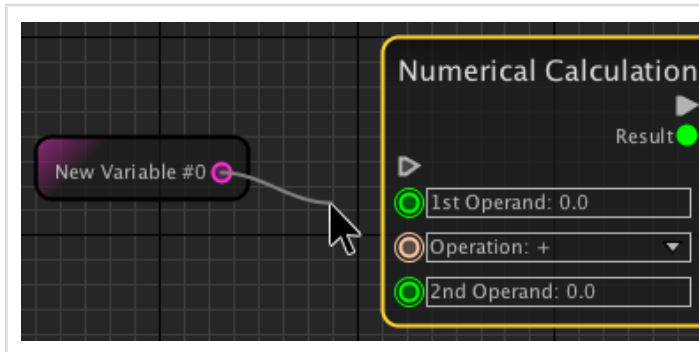 Numerical Calculation
Result
New Variable #0
1st Operand: 0.0
Operation: +
2nd Operand: 0.0